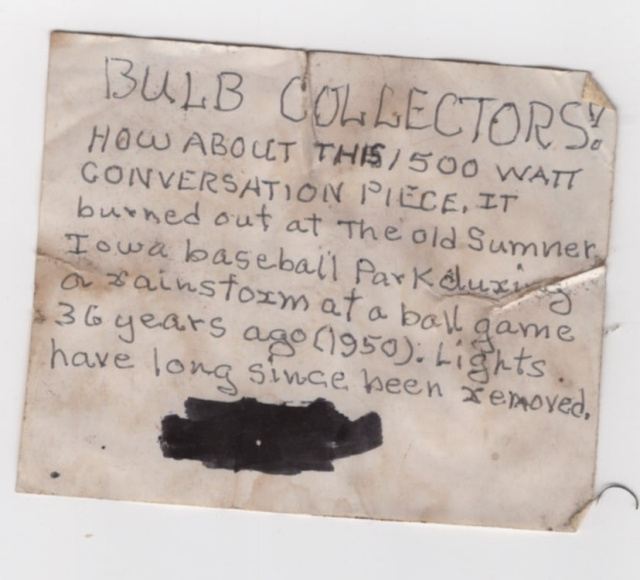 BULB COLLECTORS!
HOW ABOUT THIS 1500 WATT
CONVERSATION PIECE. IT
burned out at The old Sumner
Iowa baseball Park during
a rainstorm at a ball game
36 years ago (1950). Lights
have long since been removed.